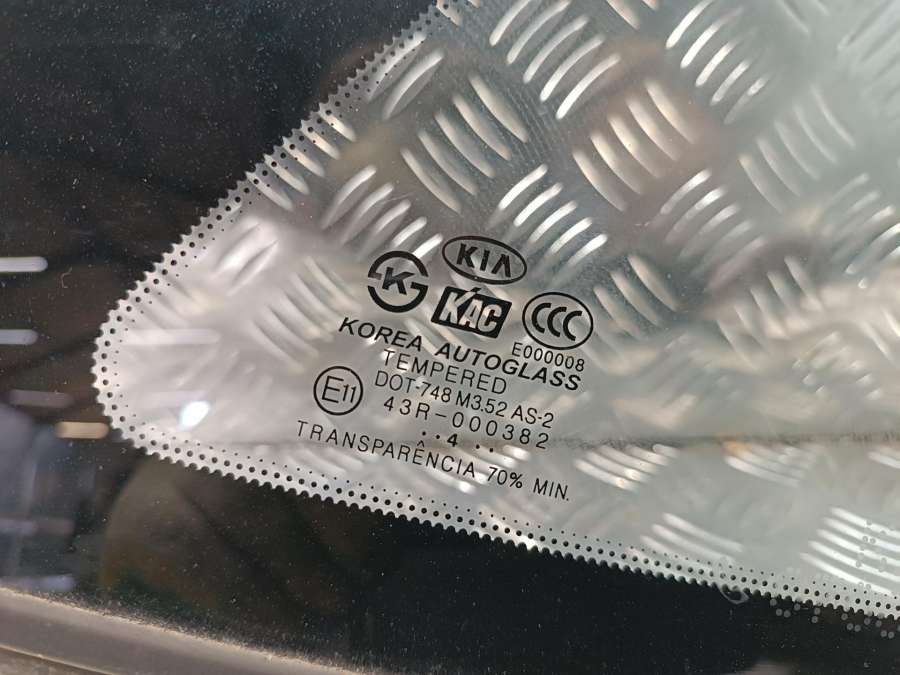 KIA
K
KAC
CCC
E000008
KOREA AUTOGLASS
TEMPERED
DOT-748 M3.52 AS-2
E11
43R-000382
..4..
TRANSPARÊNCIA 70% MIN.